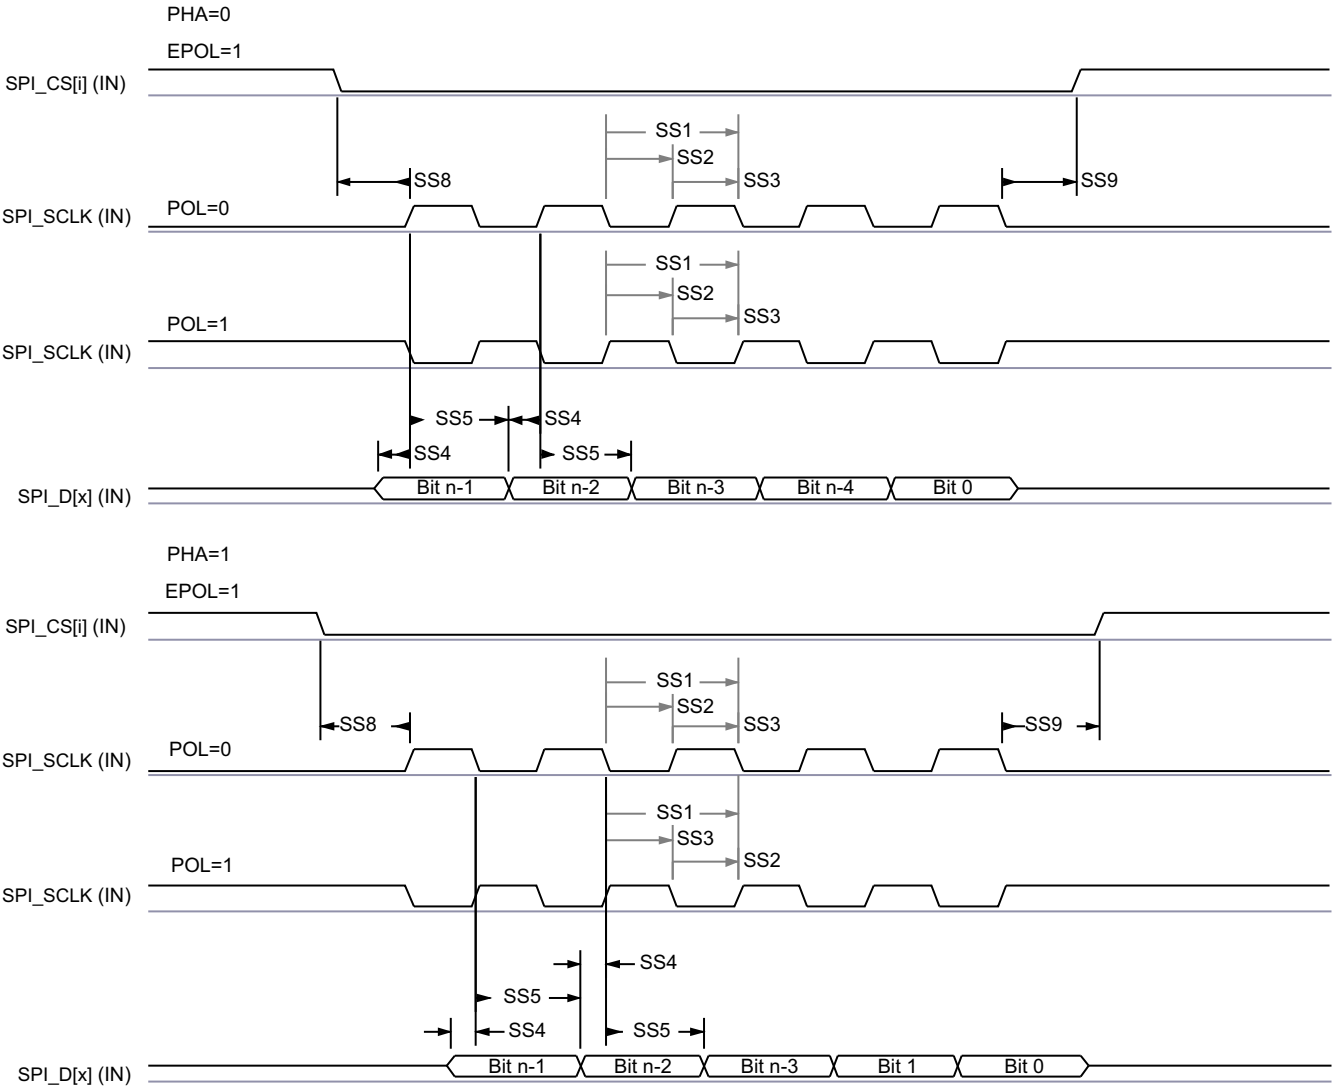 PHA=0
EPOL=1
SPI_CS[i] (IN)
SS1
SS2
SS8 SS3 SS9
POL=0
SPI_SCLK (IN)
SS1
SS2
SS3
POL=1
SPI_SCLK (IN)
SS5 SS4
SS4 SS5
SPI_D[x] (IN) Bit n-1 Bit n-2 Bit n-3 Bit n-4 Bit 0
PHA=1
EPOL=1
SPI_CS[i] (IN)
SS1
SS2
SS8 SS3 SS9
POL=0
SPI_SCLK (IN)
SS1
SS3
SS2
POL=1
SPI_SCLK (IN)
SS4
SS5
SS4 SS5
SPI_D[x] (IN) Bit n-1 Bit n-2 Bit n-3 Bit 1 Bit 0